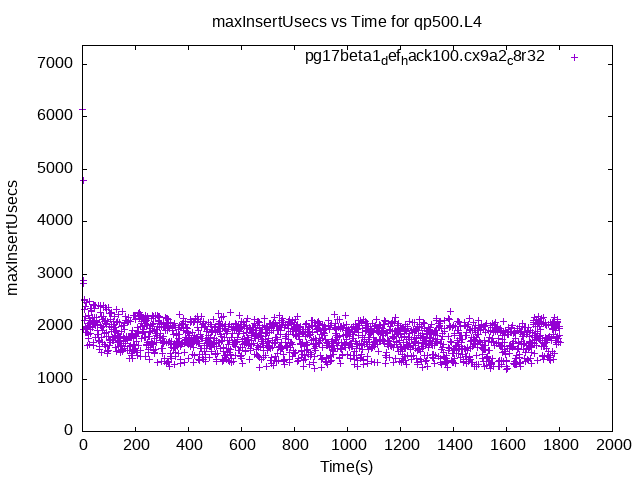 maxInsertUsecs vs Time for qp500.L4
pg17beta1_def_hack100.cx9a2_c8r32
7000
6000
5000
4000
3000
2000
1000
0
maxInsertUsecs
0 200 400 600 800 1000 1200 1400 1600 1800 2000
Time(s)